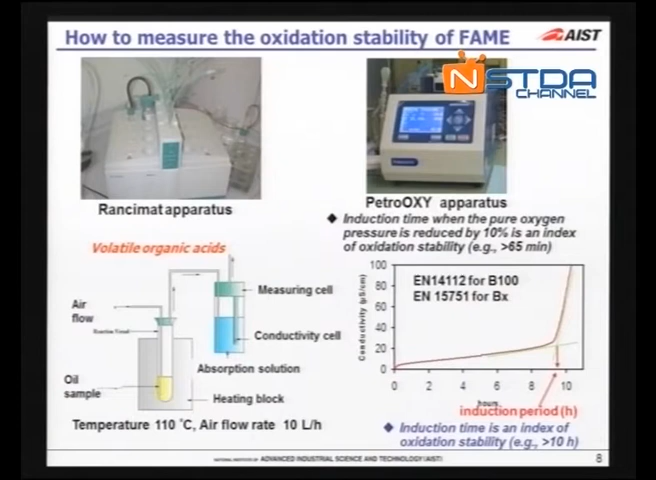 How to measure the oxidation stability of FAME
AIST
NSTDA
CHANNEL
Rancimat apparatus
PetroOXY apparatus
◆ Induction time when the pure oxygen
pressure is reduced by 10% is an index
of oxidation stability (e.g., >65 min)
Volatile organic acids
Measuring cell
Air
flow
Reaction Vessel
Conductivity cell
Absorption solution
Oil
sample
Heating block
Temperature 110 °C, Air flow rate 10 L/h
EN14112 for B100
EN 15751 for Bx
Conductivity (μS/cm)
100
80
60
40
20
0
0 2 4 6 8 10
hours
induction period (h)
◆ Induction time is an index of
oxidation stability (e.g., >10 h)
NATIONAL INSTITUTE OF ADVANCED INDUSTRIAL SCIENCE AND TECHNOLOGY (AIST)
8